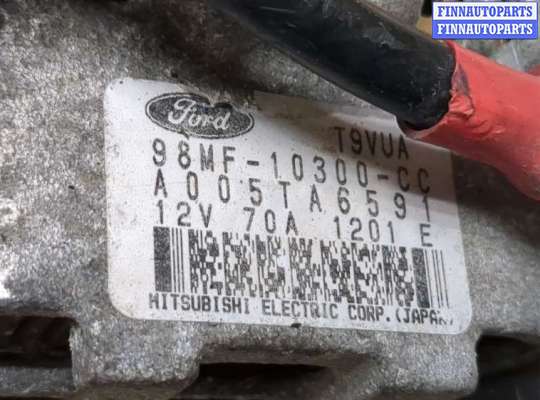 FINNAUTOPARTS
FINNAUTOPARTS
Ford
T9VUA
98MF-10300-CC
A005TA6591
12V 70A 1201 E
MITSUBISHI ELECTRIC CORP.(JAPAN)